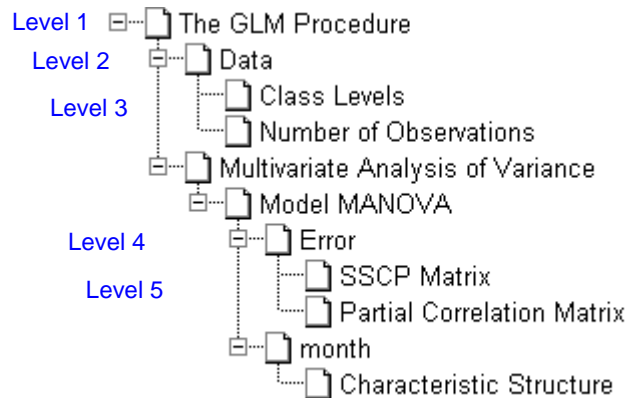 Level 1 The GLM Procedure
Level 2 Data
Class Levels
Level 3
Number of Observations
Multivariate Analysis of Variance
Model MANOVA
Level 4 Error
SSCP Matrix
Level 5
Partial Correlation Matrix
month
Characteristic Structure